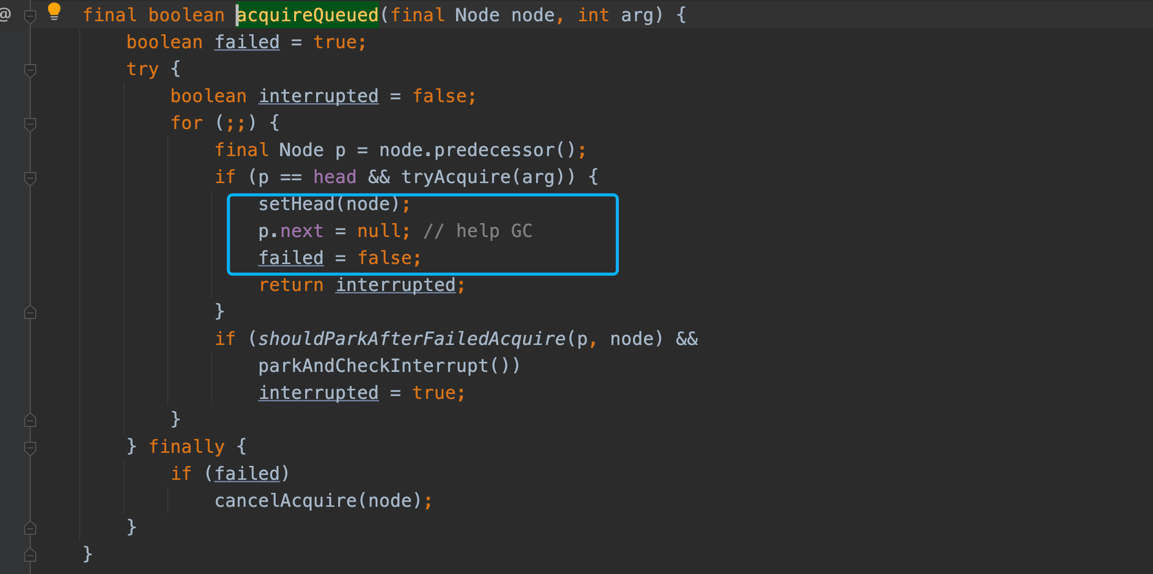 @ final boolean acquireQueued(final Node node, int arg) {
boolean failed = true;
try {
boolean interrupted = false;
for (;;) {
final Node p = node.predecessor();
if (p == head && tryAcquire(arg)) {
setHead(node);
p.next = null; // help GC
failed = false;
return interrupted;
}
if (shouldParkAfterFailedAcquire(p, node) &&
parkAndCheckInterrupt())
interrupted = true;
}
} finally {
if (failed)
cancelAcquire(node);
}
}